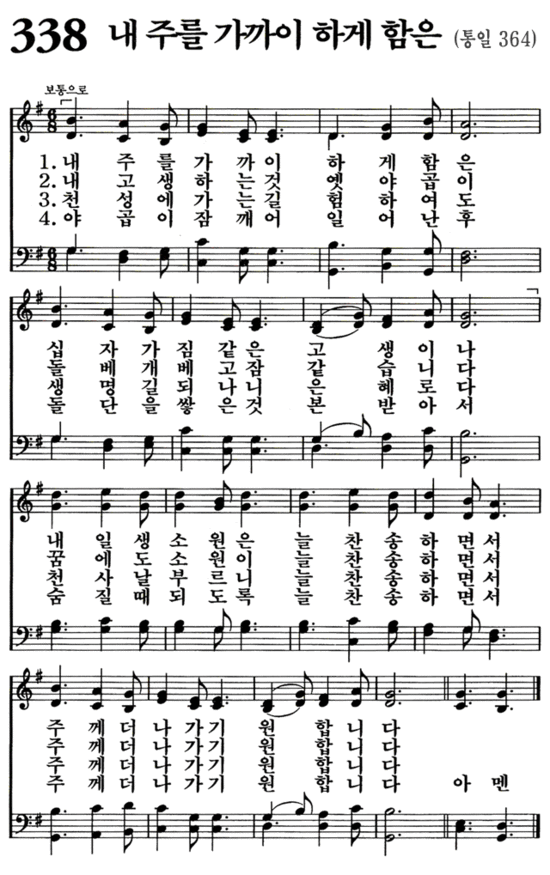 338 내 주를 가까이 하게 함은 (통일 364)
보통으로
1. 내 주 를 가 까 이 하 게 함 은
2. 내 고 생 하 는 것 옛 야 곱 이
3. 천 성 에 가 는 길 험 하 여 도
4. 야 곱 이 잠 깨 어 일 어 난 후
십 자 가 짐 같 은 고 생 이 나
돌 베 개 베 고 잠 같 습 니 다
생 명 길 되 나 니 은 혜 로 다
돌 단 을 쌓 은 것 본 받 아 서
내 일 생 소 원 은 늘 찬 송 하 면 서
꿈 에 도 소 원 이 늘 찬 송 하 면 서
천 사 날 부 르 니 늘 찬 송 하 면 서
숨 질 때 되 도 록 늘 찬 송 하 면 서
주 께 더 나 가 기 원 합 니 다
주 께 더 나 가 기 원 합 니 다
주 께 더 나 가 기 원 합 니 다
주 께 더 나 가 기 원 합 니 다 아 멘